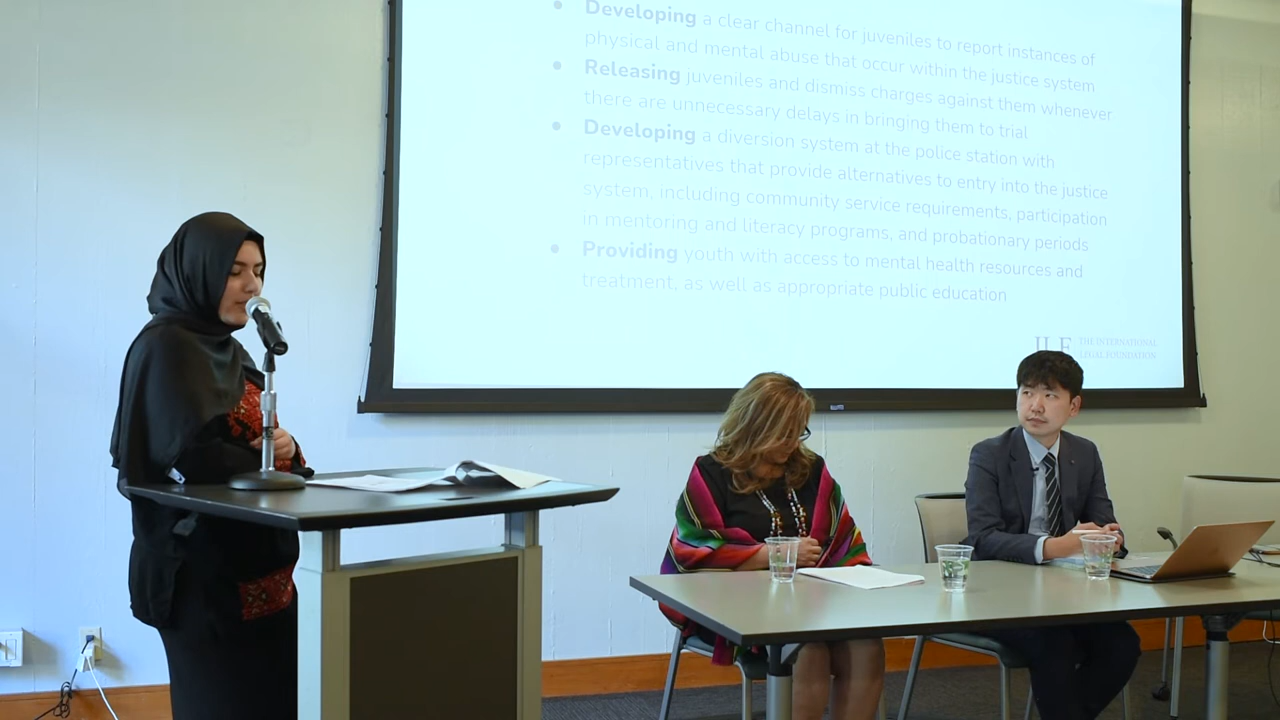 • Developing a clear channel for juveniles to report instances of
physical and mental abuse that occur within the justice system
• Releasing juveniles and dismiss charges against them whenever
there are unnecessary delays in bringing them to trial
• Developing a diversion system at the police station with
representatives that provide alternatives to entry into the justice
system, including community service requirements, participation
in mentoring and literacy programs, and probationary periods
• Providing youth with access to mental health resources and
treatment, as well as appropriate public education
ILF THE INTERNATIONAL
LEGAL FOUNDATION